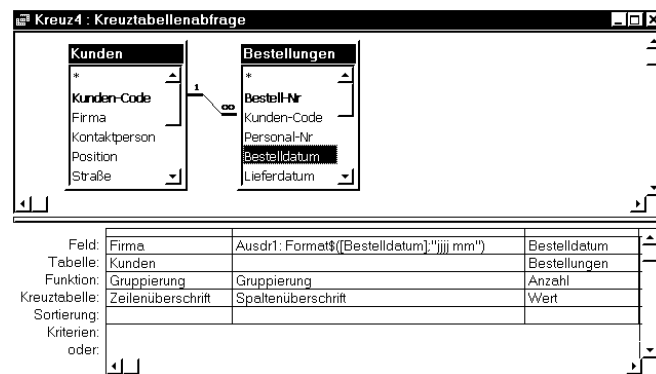 Kreuz4 : Kreuztabellenabfrage
Kunden
*
Kunden-Code
Firma
Kontaktperson
Position
Straße
1
∞
Bestellungen
*
Bestell-Nr
Kunden-Code
Personal-Nr
Bestelldatum
Lieferdatum
Feld: Firma Ausdr1: Format$([Bestelldatum];"jjjj mm") Bestelldatum
Tabelle: Kunden Bestellungen
Funktion: Gruppierung Gruppierung Anzahl
Kreuztabelle: Zeilenüberschrift Spaltenüberschrift Wert
Sortierung:
Kriterien:
oder: